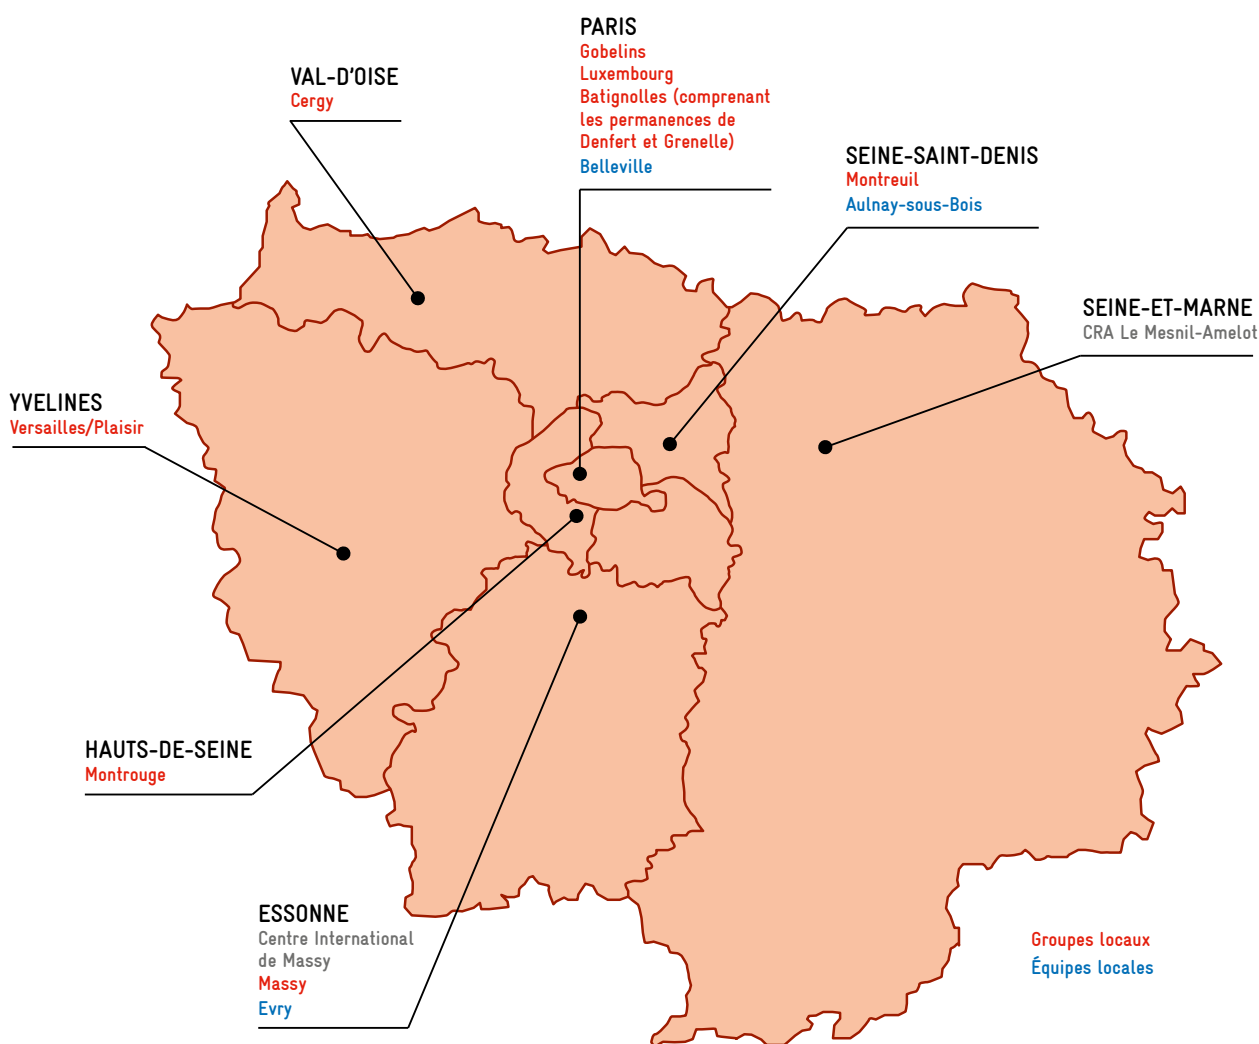 PARIS
Gobelins
Luxembourg
Batignolles (comprenant
les permanences de
Denfert et Grenelle)
Belleville
VAL-D'OISE
Cergy
SEINE-SAINT-DENIS
Montreuil
Aulnay-sous-Bois
SEINE-ET-MARNE
CRA Le Mesnil-Amelot
YVELINES
Versailles/Plaisir
HAUTS-DE-SEINE
Montrouge
ESSONNE
Centre International
de Massy
Massy
Evry
Groupes locaux
Équipes locales